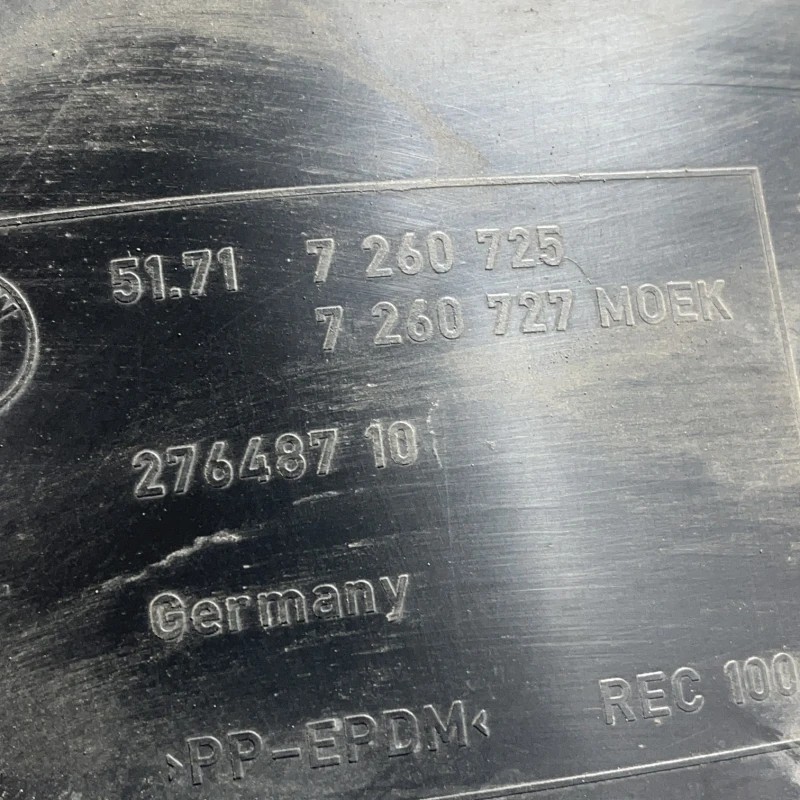 51.71 7 260 725
7 260 727 MOEK
276487 10
Germany
>PP-EPDM<
REC 100